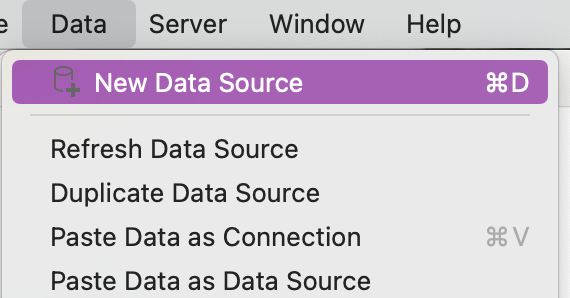 Data Server Window Help
New Data Source ⌘D
Refresh Data Source
Duplicate Data Source
Paste Data as Connection ⌘V
Paste Data as Data Source